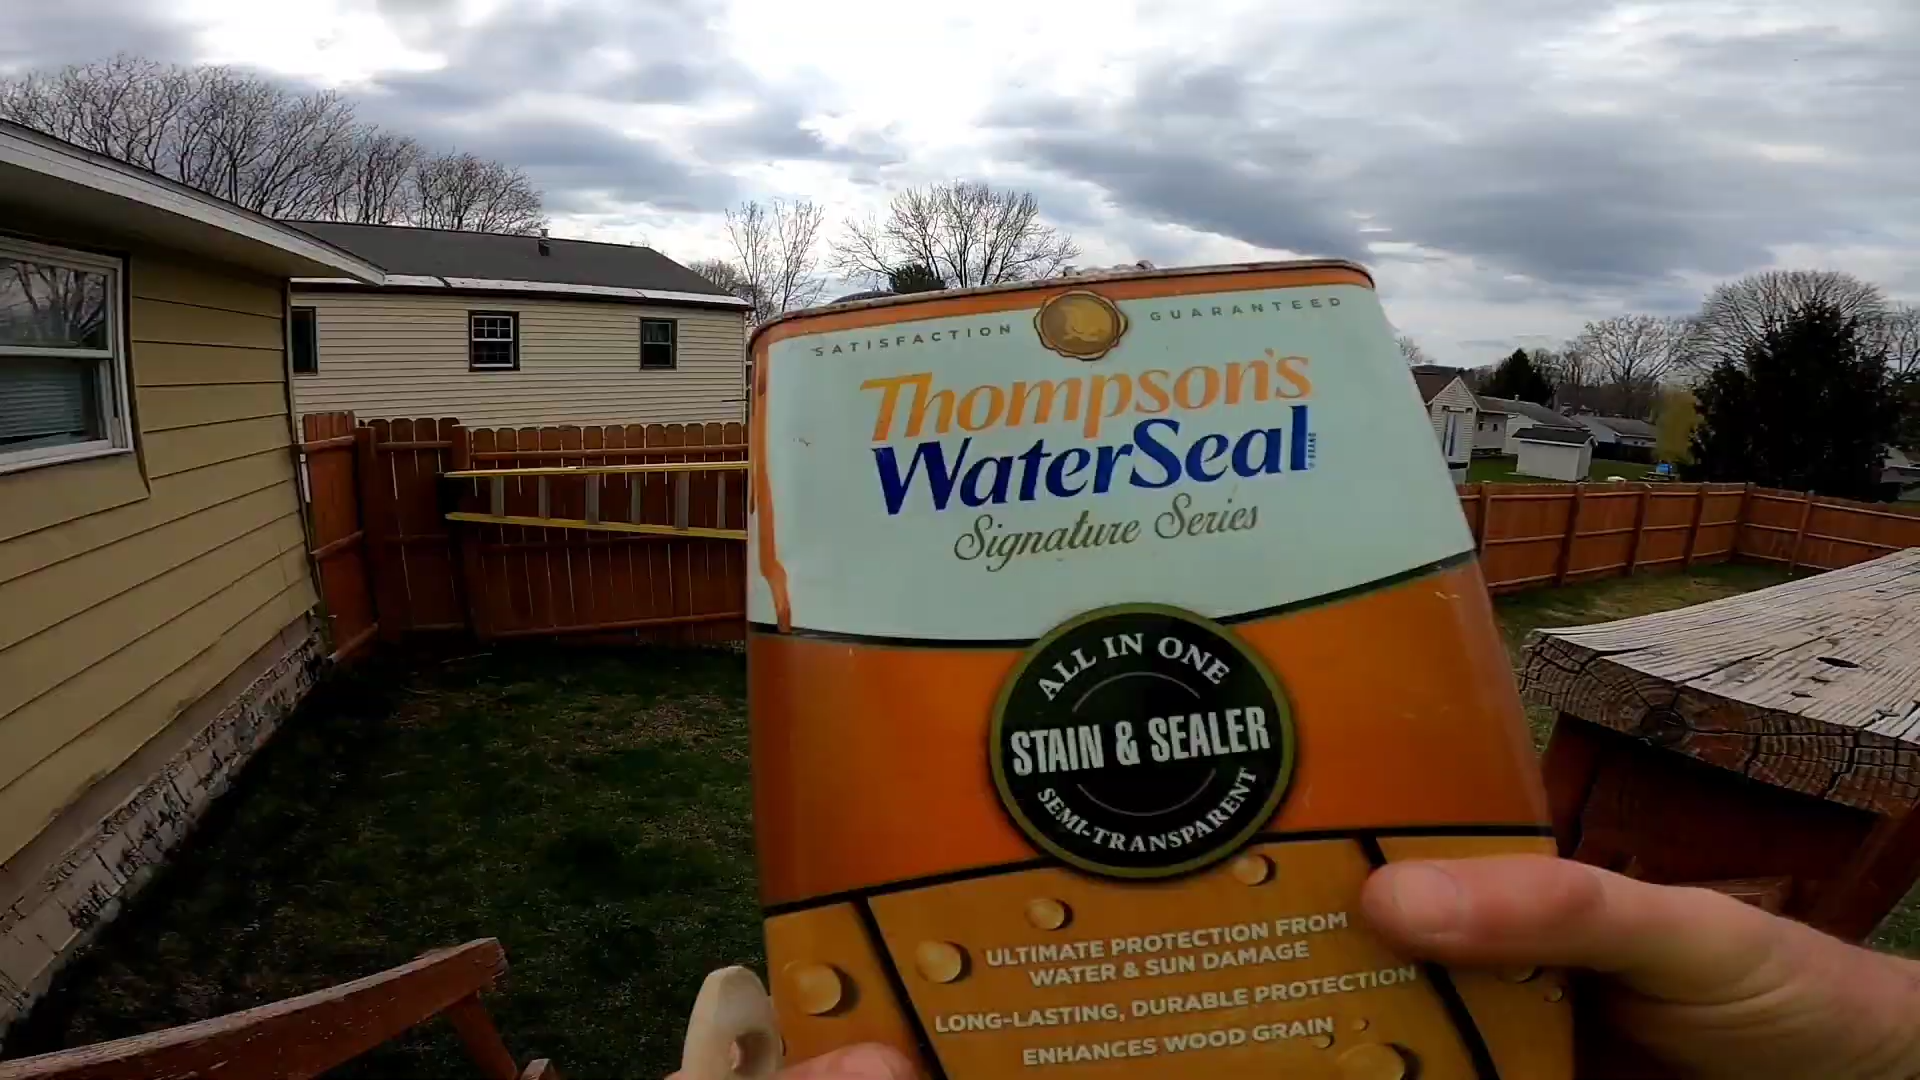 SATISFACTION GUARANTEED
Thompson's
WaterSeal
Signature Series
ALL IN ONE
STAIN & SEALER
SEMI-TRANSPARENT
ULTIMATE PROTECTION FROM
WATER & SUN DAMAGE
LONG-LASTING, DURABLE PROTECTION
ENHANCES WOOD GRAIN